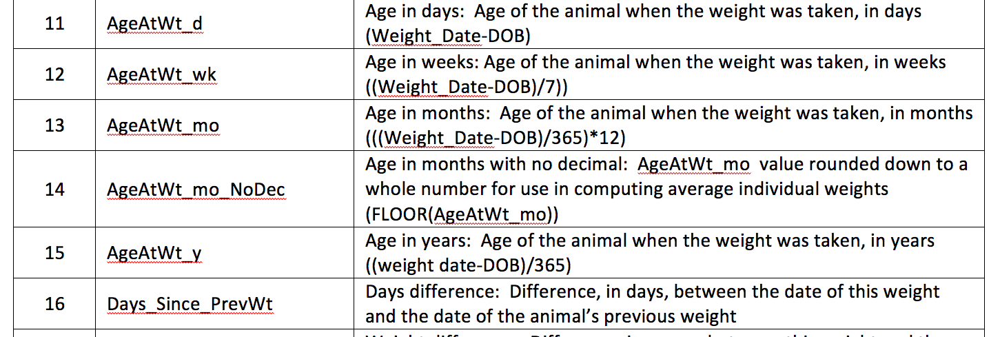 11
AgeAtWt_d
Age in days:  Age of the animal when the weight was taken, in days
(Weight_Date-DOB)
12
AgeAtWt_wk
Age in weeks: Age of the animal when the weight was taken, in weeks
((Weight_Date-DOB)/7))
13
AgeAtWt_mo
Age in months:  Age of the animal when the weight was taken, in months
(((Weight_Date-DOB)/365)*12)
14
AgeAtWt_mo_NoDec
Age in months with no decimal:  AgeAtWt_mo  value rounded down to a
whole number for use in computing average individual weights
(FLOOR(AgeAtWt_mo))
15
AgeAtWt_y
Age in years:  Age of the animal when the weight was taken, in years
((weight date-DOB)/365)
16
Days_Since_PrevWt
Days difference:  Difference, in days, between the date of this weight
and the date of the animal’s previous weight